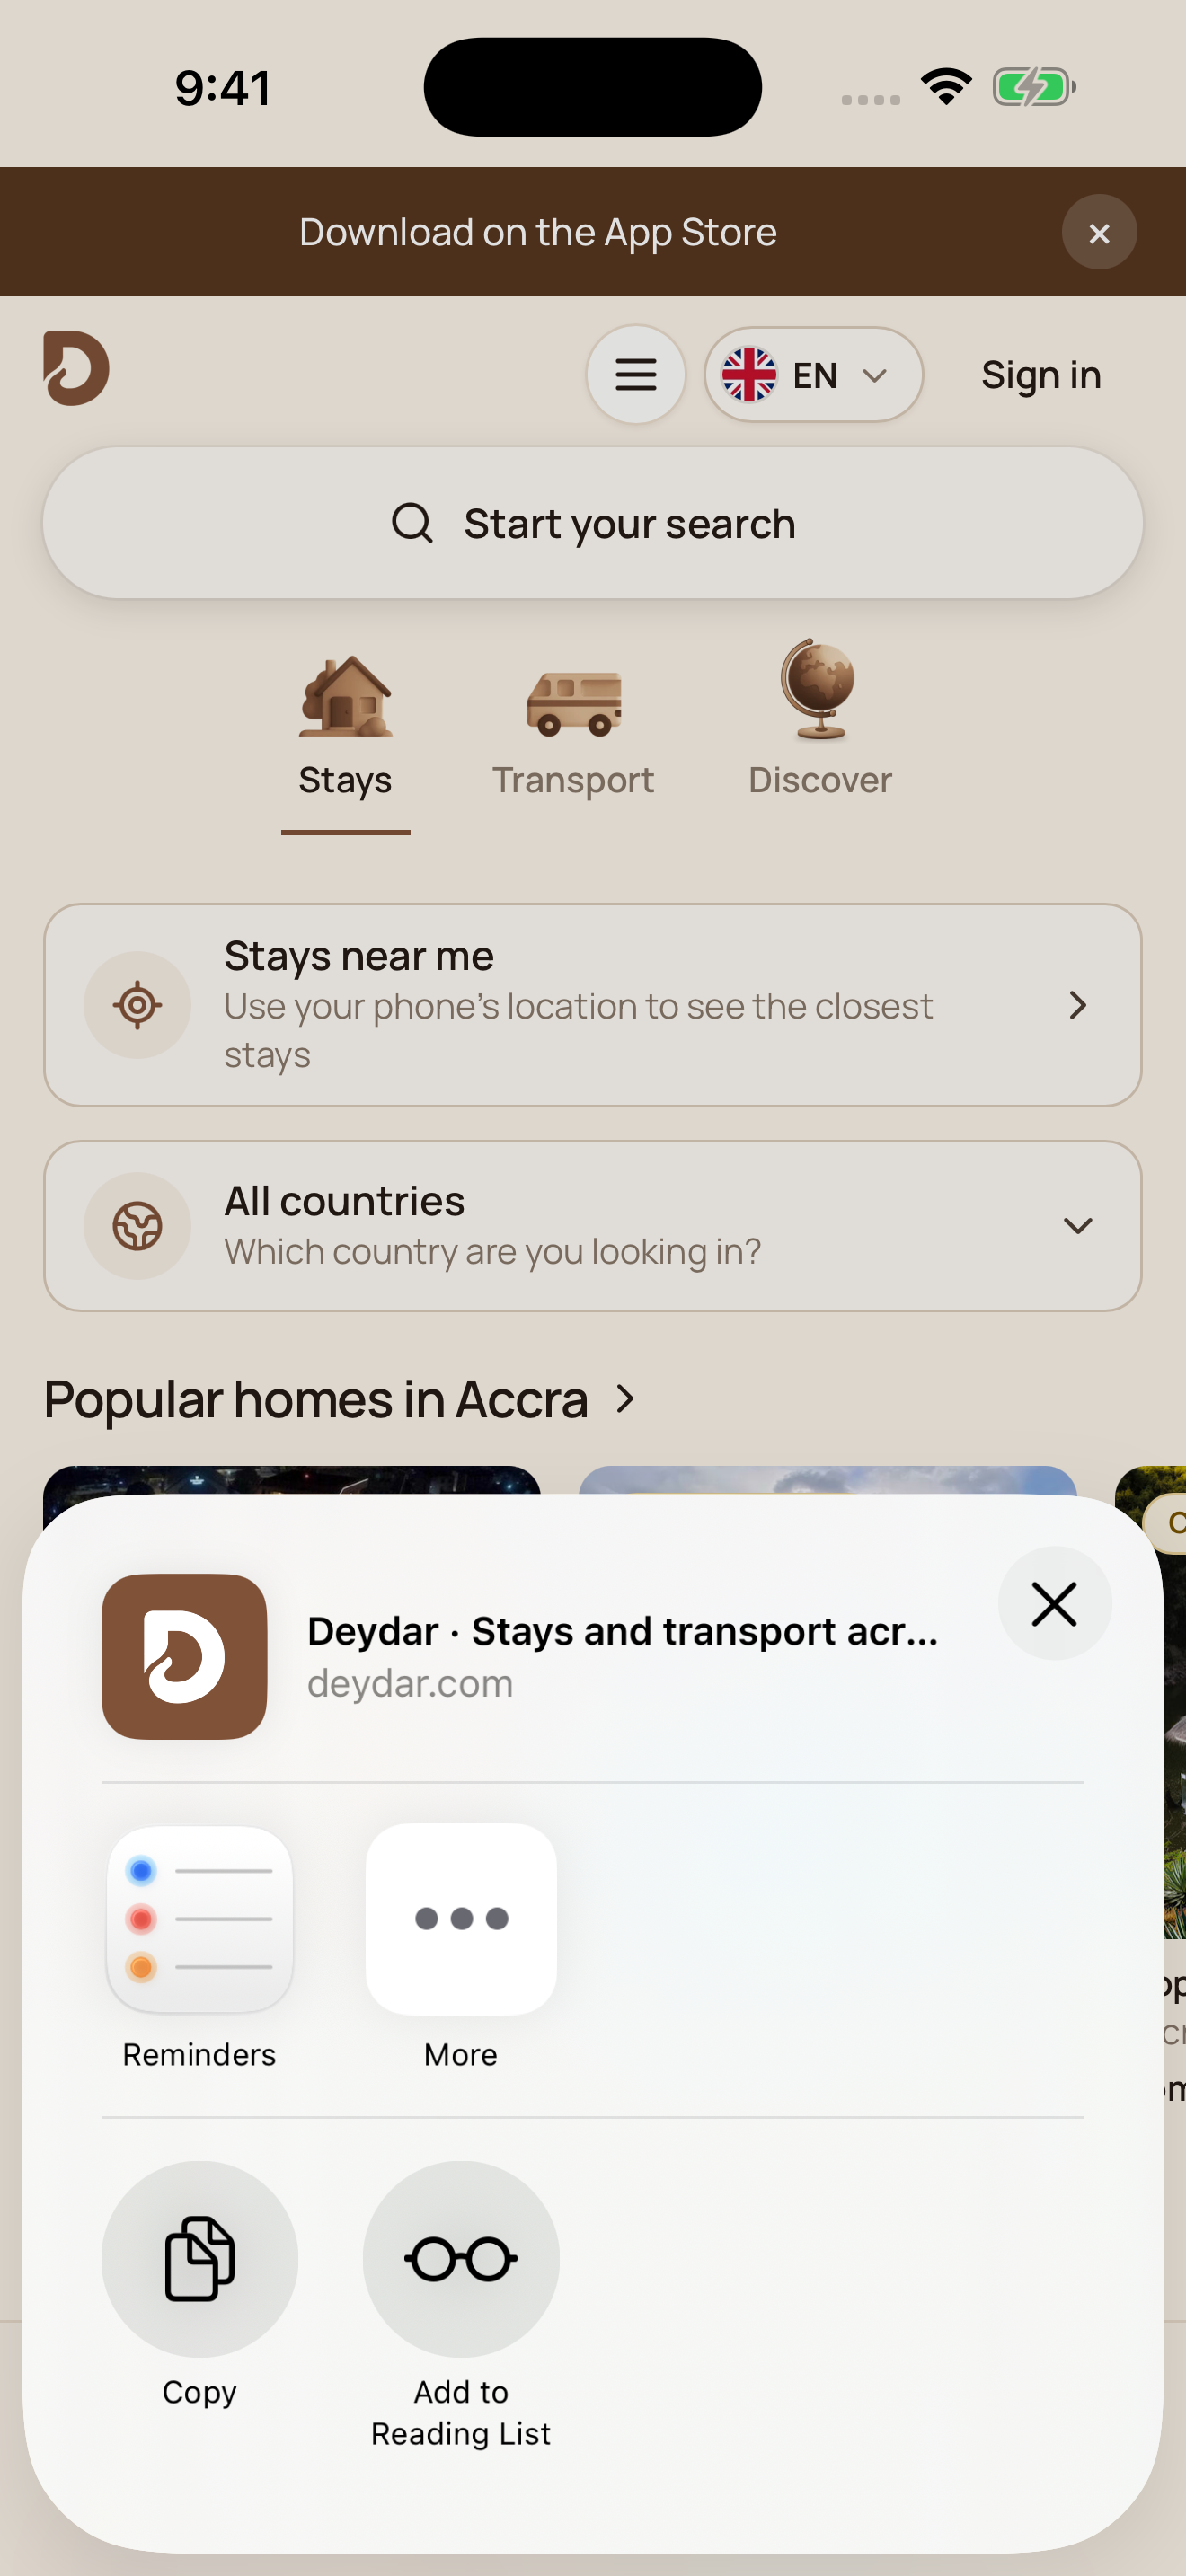 9:41
Download on the App Store
EN
Sign in
Start your search
Stays
Transport
Discover
Stays near me
Use your phone's location to see the closest
stays
All countries
Which country are you looking in?
Popular homes in Accra
Deydar · Stays and transport acr...
deydar.com
Reminders
More
Copy
Add to
Reading List